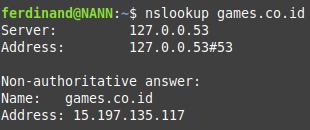 ferdinand@NANN:~$ nslookup games.co.id
Server:		127.0.0.53
Address:	127.0.0.53#53

Non-authoritative answer:
Name:	games.co.id
Address: 15.197.135.117